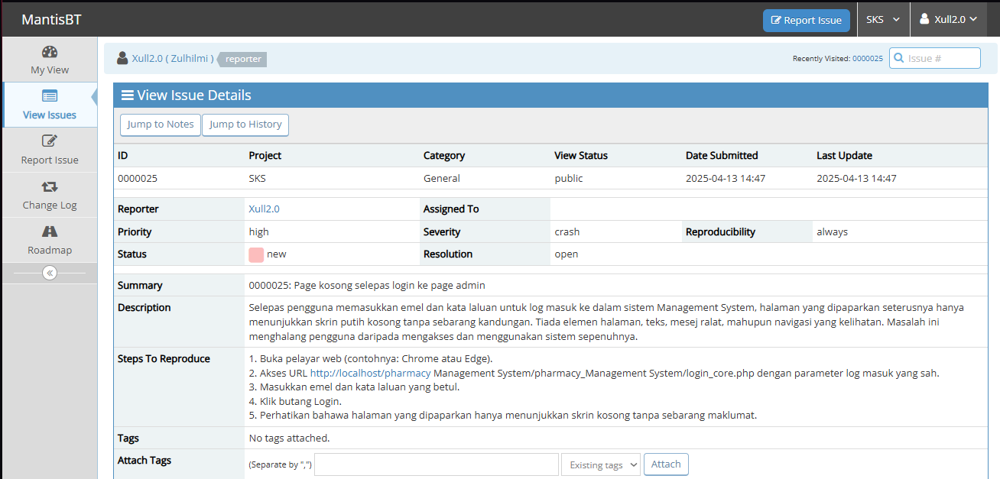 MantisBT
Report Issue
SKS
Xull2.0
My View
View Issues
Report Issue
Change Log
Roadmap
Xull2.0 ( Zulhilmi ) reporter
Recently Visited: 0000025
Issue #
View Issue Details
Jump to Notes Jump to History
ID Project Category View Status Date Submitted Last Update
0000025 SKS General public 2025-04-13 14:47 2025-04-13 14:47
Reporter Xull2.0 Assigned To
Priority high Severity crash Reproducibility always
Status new Resolution open
Summary 0000025: Page kosong selepas login ke page admin
Description Selepas pengguna memasukkan emel dan kata laluan untuk log masuk ke dalam sistem Management System, halaman yang dipaparkan seterusnya hanya
menunjukkan skrin putih kosong tanpa sebarang kandungan. Tiada elemen halaman, teks, mesej ralat, mahupun navigasi yang kelihatan. Masalah ini
menghalang pengguna daripada mengakses dan menggunakan sistem sepenuhnya.
Steps To Reproduce 1. Buka pelayar web (contohnya: Chrome atau Edge).
2. Akses URL http://localhost/pharmacy Management System/pharmacy_Management System/login_core.php dengan parameter log masuk yang sah.
3. Masukkan emel dan kata laluan yang betul.
4. Klik butang Login.
5. Perhatikan bahawa halaman yang dipaparkan hanya menunjukkan skrin kosong tanpa sebarang maklumat.
Tags No tags attached.
Attach Tags (Separate by ",") Existing tags Attach